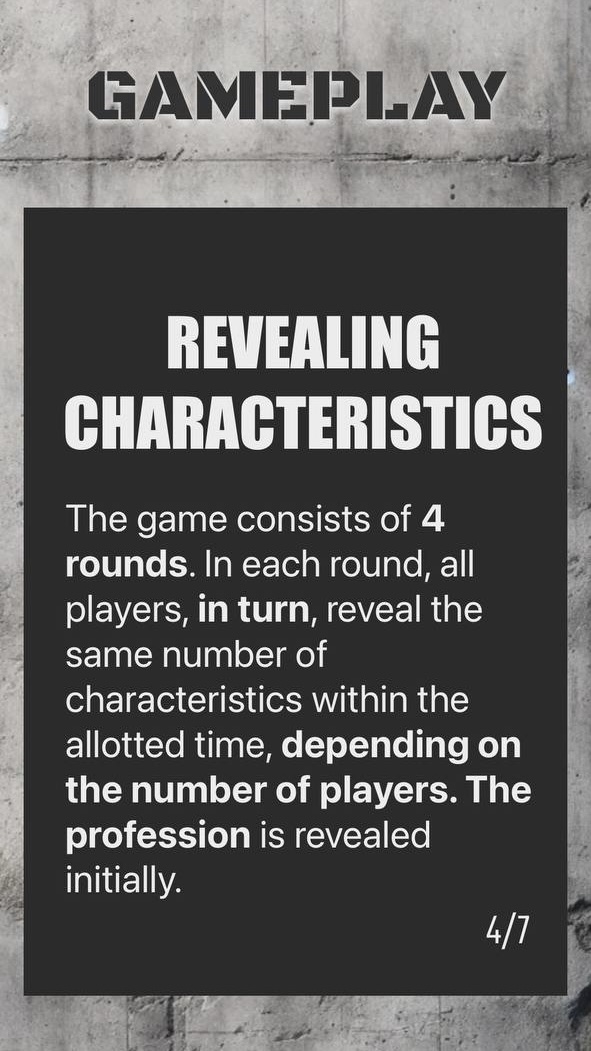 GAMEPLAY
REVEALING
CHARACTERISTICS
The game consists of 4
rounds. In each round, all
players, in turn, reveal the
same number of
characteristics within the
allotted time, depending on
the number of players. The
profession is revealed
initially.
4/7